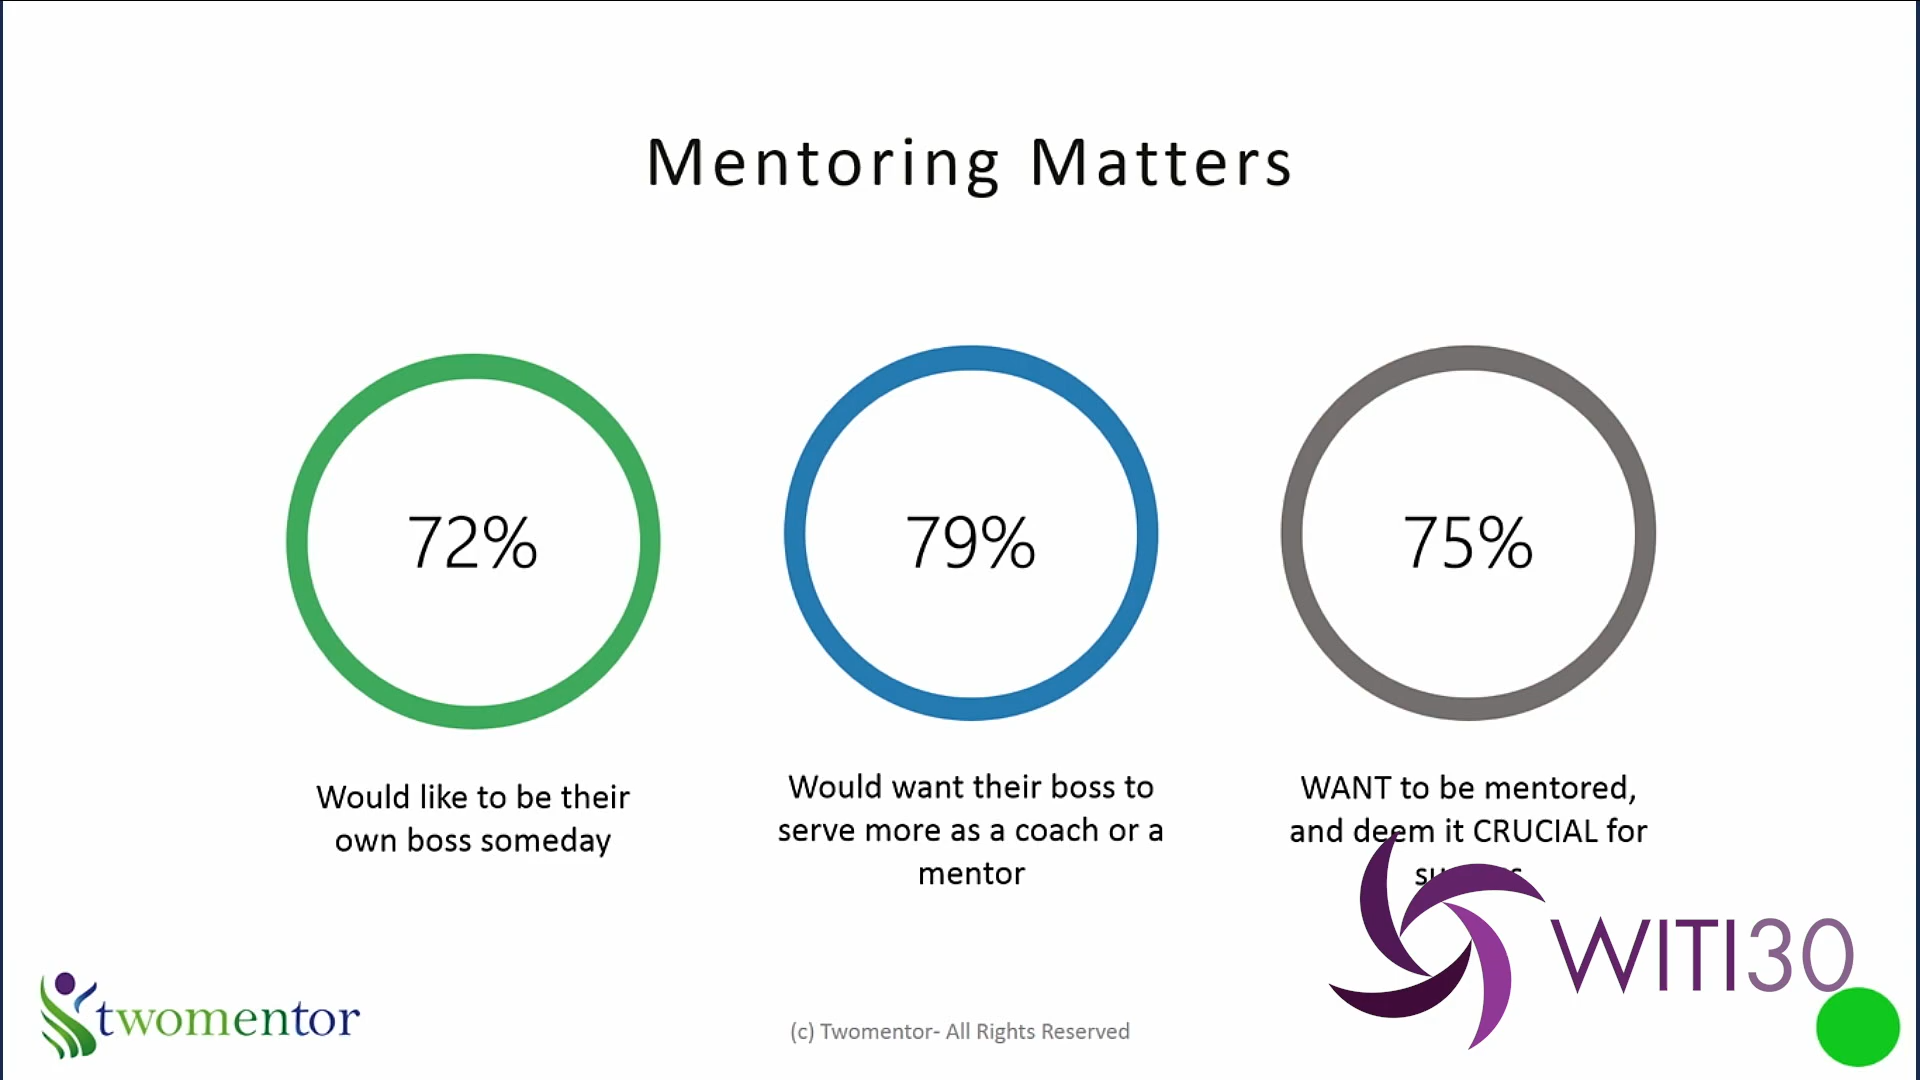 Mentoring Matters
72%
79%
75%
Would like to be their
own boss someday
Would want their boss to
serve more as a coach or a
mentor
WANT to be mentored,
and deem it CRUCIAL for
twomentor
(c) Twomentor- All Rights Reserved
WITI30